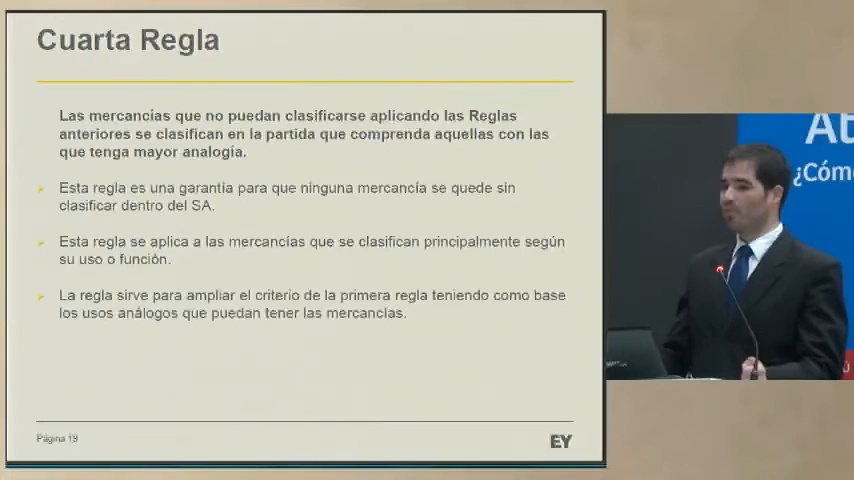 Cuarta Regla
Las mercancías que no puedan clasificarse aplicando las Reglas
anteriores se clasifican en la partida que comprenda aquellas con las
que tenga mayor analogía.
Esta regla es una garantía para que ninguna mercancía se quede sin
clasificar dentro del SA.
Esta regla se aplica a las mercancías que se clasifican principalmente según
su uso o función.
La regla sirve para ampliar el criterio de la primera regla teniendo como base
los usos análogos que puedan tener las mercancías.
Página 19
EY
¿Cóm